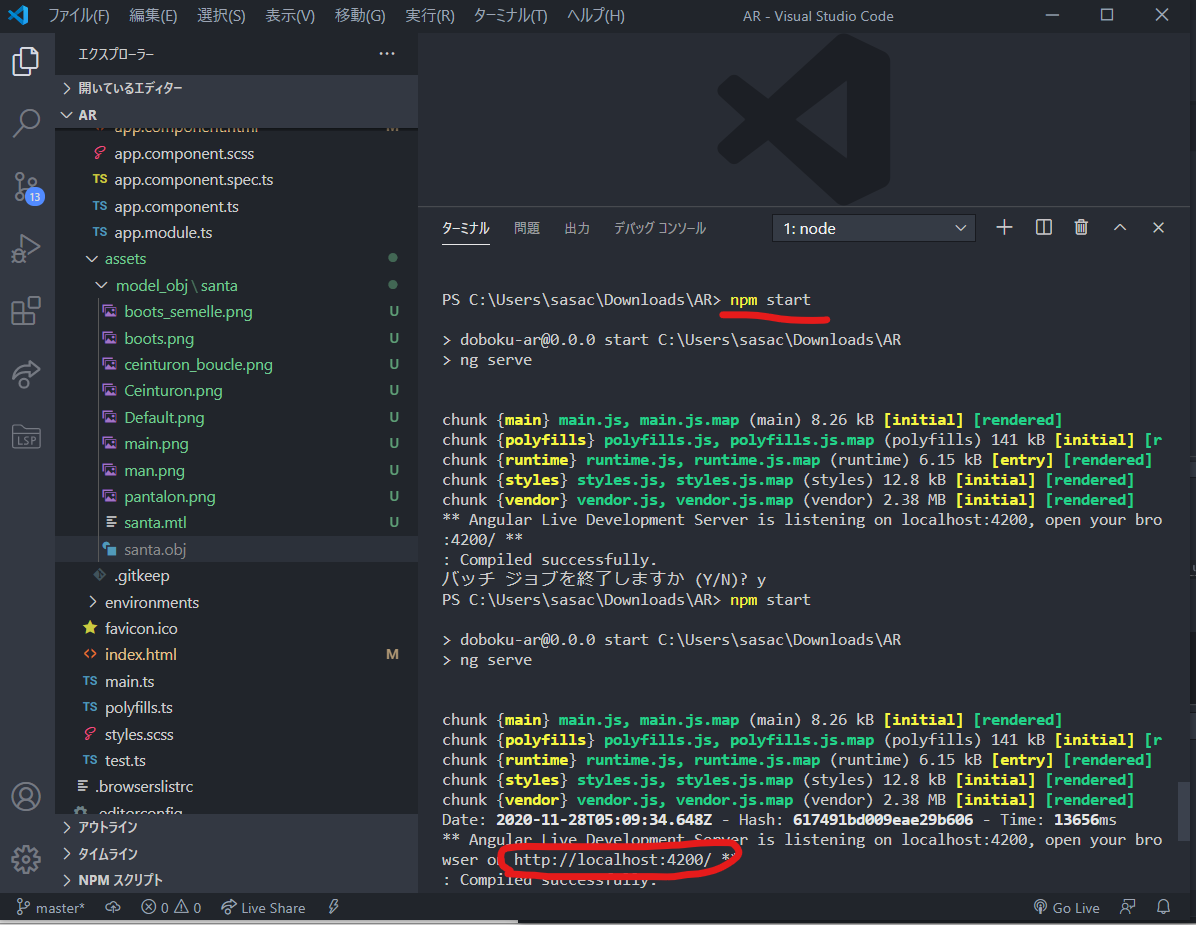 ファイル(F) 編集(E) 選択(S) 表示(V) 移動(G) 実行(R) ターミナル(T) ヘルプ(H) AR - Visual Studio Code
エクスプローラー
開いているエディター
AR
app.component.html M
app.component.scss
TS app.component.spec.ts
TS app.component.ts
TS app.module.ts
assets
model_obj \ santa
boots_semelle.png U
boots.png U
ceinturon_boucle.png U
Ceinturon.png U
Default.png U
main.png U
man.png U
pantalon.png U
santa.mtl U
santa.obj
.gitkeep
environments
favicon.ico
index.html M
TS main.ts
TS polyfills.ts
styles.scss
TS test.ts
.browserslistrc
.editorconfig
アウトライン
タイムライン
NPM スクリプト
13
LSP
ターミナル 問題 出力 デバッグ コンソール 1: node
PS C:\Users\sasac\Downloads\AR> npm start
> doboku-ar@0.0.0 start C:\Users\sasac\Downloads\AR
> ng serve
chunk {main} main.js, main.js.map (main) 8.26 kB [initial] [rendered]
chunk {polyfills} polyfills.js, polyfills.js.map (polyfills) 141 kB [initial] [r
chunk {runtime} runtime.js, runtime.js.map (runtime) 6.15 kB [entry] [rendered]
chunk {styles} styles.js, styles.js.map (styles) 12.8 kB [initial] [rendered]
chunk {vendor} vendor.js, vendor.js.map (vendor) 2.38 MB [initial] [rendered]
** Angular Live Development Server is listening on localhost:4200, open your bro
:4200/ **
: Compiled successfully.
バッチ ジョブを終了しますか (Y/N)? y
PS C:\Users\sasac\Downloads\AR> npm start
> doboku-ar@0.0.0 start C:\Users\sasac\Downloads\AR
> ng serve
chunk {main} main.js, main.js.map (main) 8.26 kB [initial] [rendered]
chunk {polyfills} polyfills.js, polyfills.js.map (polyfills) 141 kB [initial] [r
chunk {runtime} runtime.js, runtime.js.map (runtime) 6.15 kB [entry] [rendered]
chunk {styles} styles.js, styles.js.map (styles) 12.8 kB [initial] [rendered]
chunk {vendor} vendor.js, vendor.js.map (vendor) 2.38 MB [initial] [rendered]
Date: 2020-11-28T05:09:34.648Z - Hash: 617491bd009eae29b606 - Time: 13656ms
** Angular Live Development Server is listening on localhost:4200, open your bro
wser on http://localhost:4200/ **
: Compiled successfully.
master* 0 0 Live Share Go Live